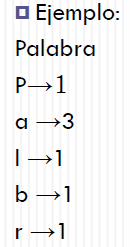 Ejemplo:
Palabra
P→1
a →3
l →1
b →1
r →1